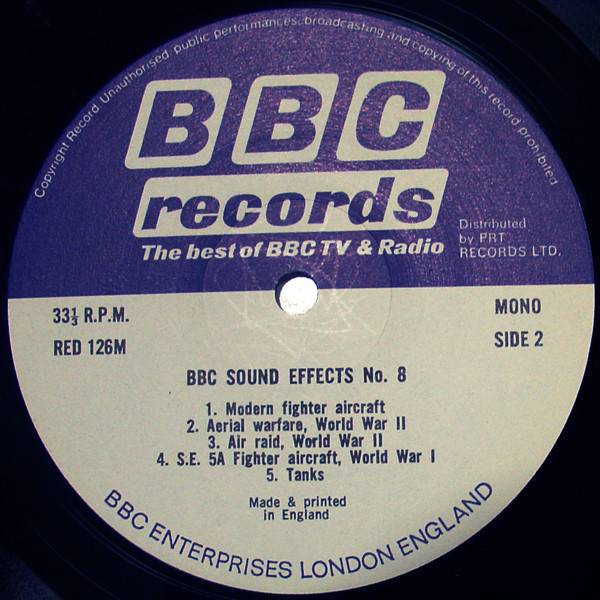 Copyright Record Unauthorised public performances, broadcasting and copying of this record prohibited
BBC
records
The best of BBC TV & Radio
Distributed
by PRT
RECORDS LTD.
33⅓ R.P.M.
RED 126M
MONO
SIDE 2
BBC SOUND EFFECTS No. 8
1. Modern fighter aircraft
2. Aerial warfare, World War II
3. Air raid, World War II
4. S.E. 5A Fighter aircraft, World War I
5. Tanks
Made & printed
in England
BBC ENTERPRISES LONDON ENGLAND